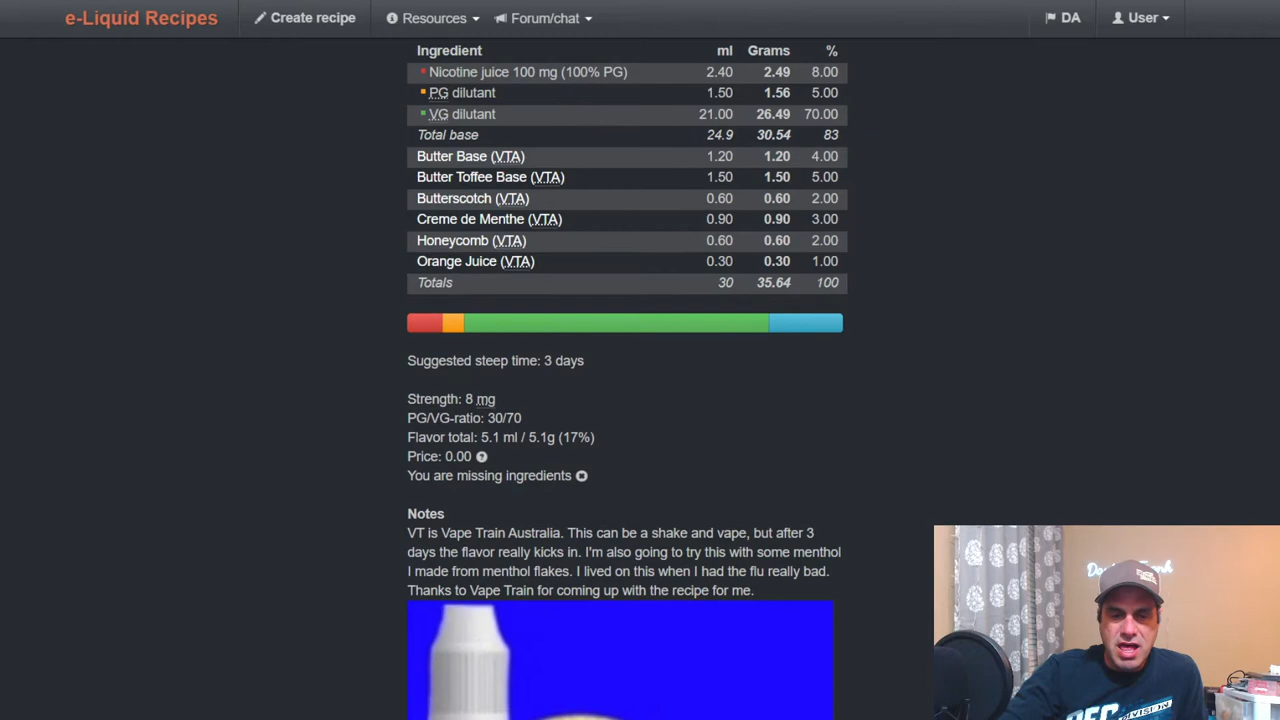 e-Liquid Recipes Create recipe Resources Forum/chat DA User
Ingredient ml Grams %
Nicotine juice 100 mg (100% PG) 2.40 2.49 8.00
PG dilutant 1.50 1.56 5.00
VG dilutant 21.00 26.49 70.00
Total base 24.9 30.54 83
Butter Base (VTA) 1.20 1.20 4.00
Butter Toffee Base (VTA) 1.50 1.50 5.00
Butterscotch (VTA) 0.60 0.60 2.00
Creme de Menthe (VTA) 0.90 0.90 3.00
Honeycomb (VTA) 0.60 0.60 2.00
Orange Juice (VTA) 0.30 0.30 1.00
Totals 30 35.64 100
Suggested steep time: 3 days
Strength: 8 mg
PG/VG-ratio: 30/70
Flavor total: 5.1 ml / 5.1g (17%)
Price: 0.00
You are missing ingredients
Notes
VT is Vape Train Australia. This can be a shake and vape, but after 3
days the flavor really kicks in. I'm also going to try this with some menthol
I made from menthol flakes. I lived on this when I had the flu really bad.
Thanks to Vape Train for coming up with the recipe for me.